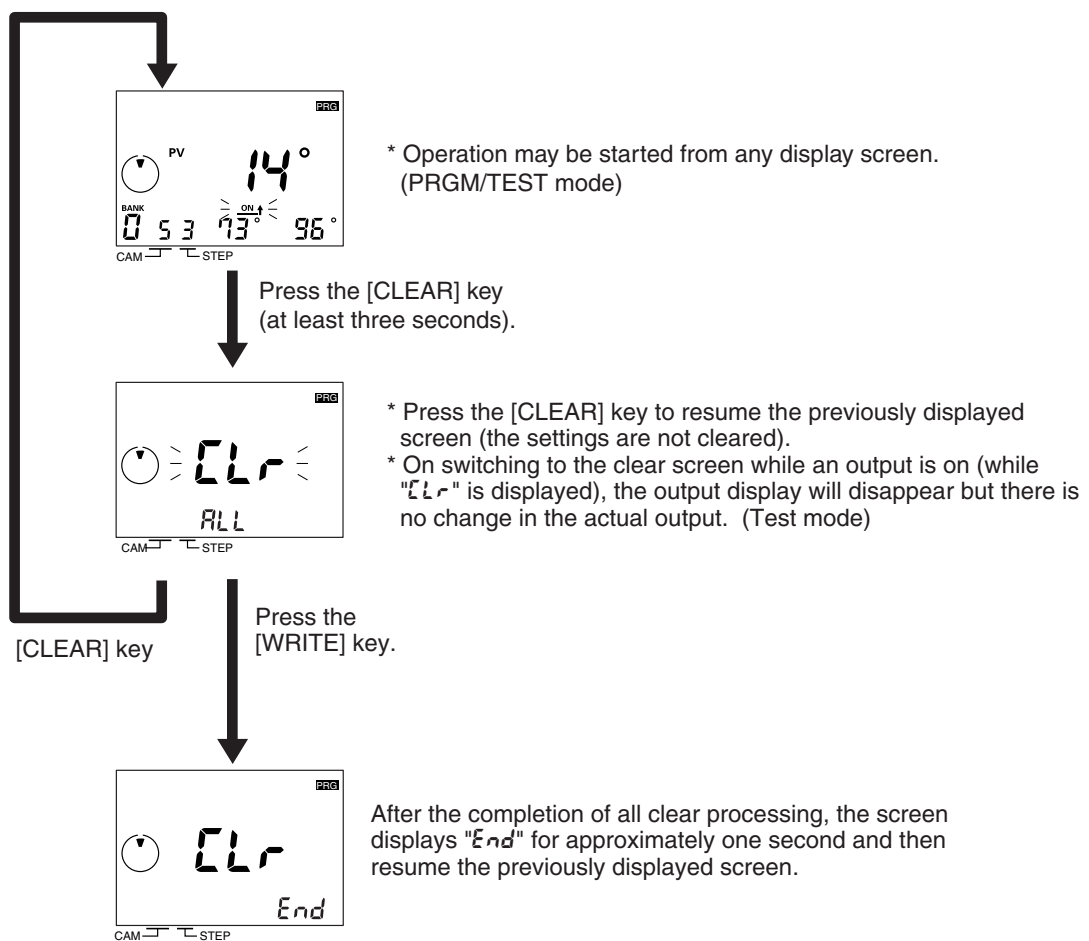 PRG
PV
14°
BANK
ON
0 5 3 73° 96°
CAM STEP
* Operation may be started from any display screen.
(PRGM/TEST mode)
Press the [CLEAR] key
(at least three seconds).
PRG
CLr
ALL
CAM STEP
* Press the [CLEAR] key to resume the previously displayed
screen (the settings are not cleared).
* On switching to the clear screen while an output is on (while
"CLr" is displayed), the output display will disappear but there is
no change in the actual output. (Test mode)
[CLEAR] key
Press the
[WRITE] key.
PRG
CLr
End
CAM STEP
After the completion of all clear processing, the screen
displays "End" for approximately one second and then
resume the previously displayed screen.